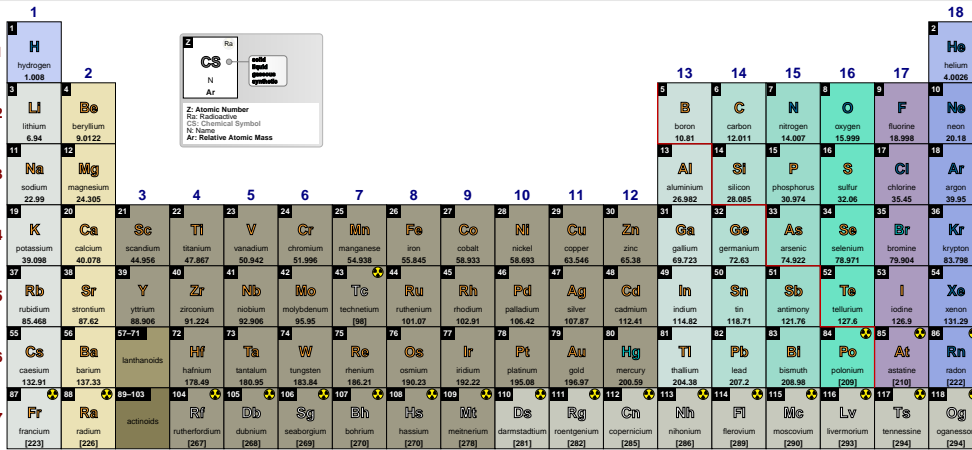 1
18
1
H
hydrogen
1.008
2
He
helium
4.0026
Z
Ra
CS
N
Ar
solid
liquid
gaseous
synthetic
Z: Atomic Number
Ra: Radioactive
CS: Chemical Symbol
N: Name
Ar: Relative Atomic Mass
2
13
14
15
16
17
3
Li
lithium
6.94
4
Be
beryllium
9.0122
5
B
boron
10.81
6
C
carbon
12.011
7
N
nitrogen
14.007
8
O
oxygen
15.999
9
F
fluorine
18.998
10
Ne
neon
20.18
11
Na
sodium
22.99
12
Mg
magnesium
24.305
13
Al
aluminium
26.982
14
Si
silicon
28.085
15
P
phosphorus
30.974
16
S
sulfur
32.06
17
Cl
chlorine
35.45
18
Ar
argon
39.95
3
4
5
6
7
8
9
10
11
12
19
K
potassium
39.098
20
Ca
calcium
40.078
21
Sc
scandium
44.956
22
Ti
titanium
47.867
23
V
vanadium
50.942
24
Cr
chromium
51.996
25
Mn
manganese
54.938
26
Fe
iron
55.845
27
Co
cobalt
58.933
28
Ni
nickel
58.693
29
Cu
copper
63.546
30
Zn
zinc
65.38
31
Ga
gallium
69.723
32
Ge
germanium
72.63
33
As
arsenic
74.922
34
Se
selenium
78.971
35
Br
bromine
79.904
36
Kr
krypton
83.798
37
Rb
rubidium
85.468
38
Sr
strontium
87.62
39
Y
yttrium
88.906
40
Zr
zirconium
91.224
41
Nb
niobium
92.906
42
Mo
molybdenum
95.95
43
Tc
technetium
[98]
44
Ru
ruthenium
101.07
45
Rh
rhodium
102.91
46
Pd
palladium
106.42
47
Ag
silver
107.87
48
Cd
cadmium
112.41
49
In
indium
114.82
50
Sn
tin
118.71
51
Sb
antimony
121.76
52
Te
tellurium
127.6
53
I
iodine
126.9
54
Xe
xenon
131.29
55
Cs
caesium
132.91
56
Ba
barium
137.33
57–71
lanthanoids
72
Hf
hafnium
178.49
73
Ta
tantalum
180.95
74
W
tungsten
183.84
75
Re
rhenium
186.21
76
Os
osmium
190.23
77
Ir
iridium
192.22
78
Pt
platinum
195.08
79
Au
gold
196.97
80
Hg
mercury
200.59
81
Tl
thallium
204.38
82
Pb
lead
207.2
83
Bi
bismuth
208.98
84
Po
polonium
[209]
85
At
astatine
[210]
86
Rn
radon
[222]
87
Fr
francium
[223]
88
Ra
radium
[226]
89–103
actinoids
104
Rf
rutherfordium
[267]
105
Db
dubnium
[268]
106
Sg
seaborgium
[269]
107
Bh
bohrium
[270]
108
Hs
hassium
[270]
109
Mt
meitnerium
[278]
110
Ds
darmstadtium
[281]
111
Rg
roentgenium
[282]
112
Cn
copernicium
[285]
113
Nh
nihonium
[286]
114
Fl
flerovium
[289]
115
Mc
moscovium
[290]
116
Lv
livermorium
[293]
117
Ts
tennessine
[294]
118
Og
[294]